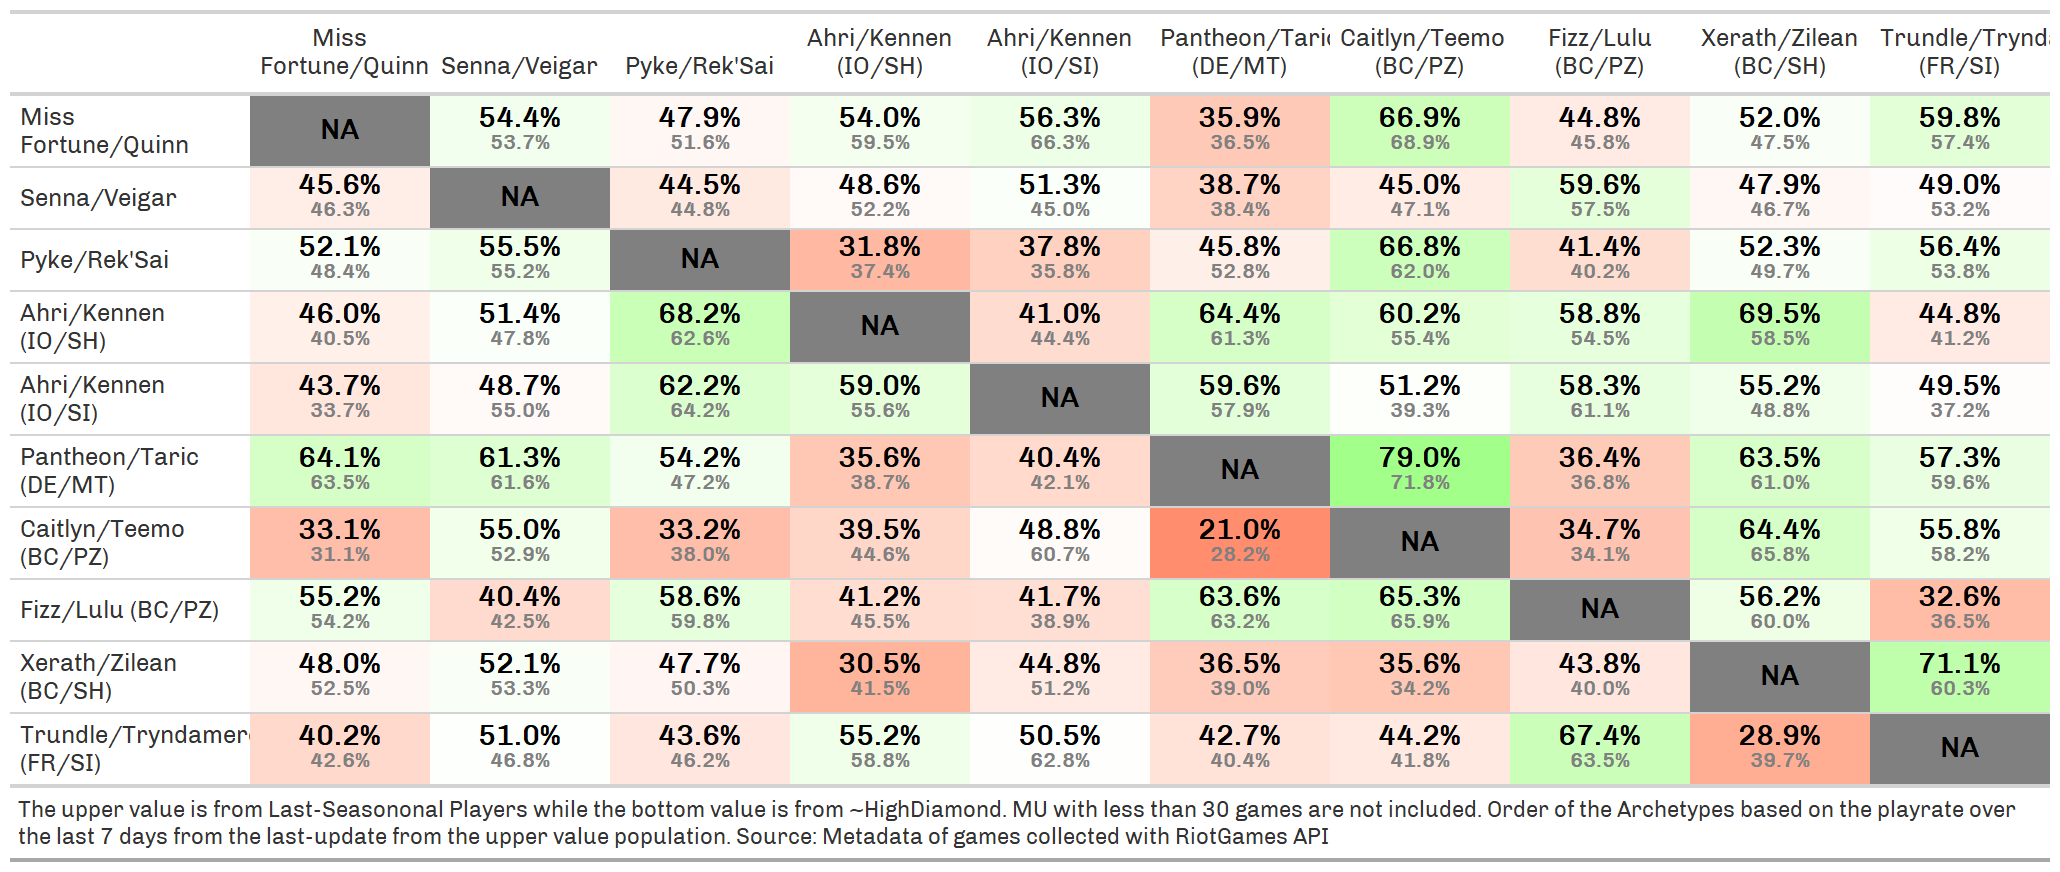 Miss Ahri/Kennen Ahri/Kennen Pantheon/Taric Caitlyn/Teemo Fizz/Lulu Xerath/Zilean Trundle/Trynda
Fortune/Quinn Senna/Veigar Pyke/Rek'Sai (IO/SH) (IO/SI) (DE/MT) (BC/PZ) (BC/PZ) (BC/SH) (FR/SI)
Miss Fortune/Quinn NA 54.4% 47.9% 54.0% 56.3% 35.9% 66.9% 44.8% 52.0% 59.8%
53.7% 51.6% 59.5% 66.3% 36.5% 68.9% 45.8% 47.5% 57.4%
Senna/Veigar 45.6% NA 44.5% 48.6% 51.3% 38.7% 45.0% 59.6% 47.9% 49.0%
46.3% 44.8% 52.2% 45.0% 38.4% 47.1% 57.5% 46.7% 53.2%
Pyke/Rek'Sai 52.1% 55.5% NA 31.8% 37.8% 45.8% 66.8% 41.4% 52.3% 56.4%
48.4% 55.2% 37.4% 35.8% 52.8% 62.0% 40.2% 49.7% 53.8%
Ahri/Kennen 46.0% 51.4% 68.2% NA 41.0% 64.4% 60.2% 58.8% 69.5% 44.8%
(IO/SH) 40.5% 47.8% 62.6% 44.4% 61.3% 55.4% 54.5% 58.5% 41.2%
Ahri/Kennen 43.7% 48.7% 62.2% 59.0% NA 59.6% 51.2% 58.3% 55.2% 49.5%
(IO/SI) 33.7% 55.0% 64.2% 55.6% 57.9% 39.3% 61.1% 48.8% 37.2%
Pantheon/Taric 64.1% 61.3% 54.2% 35.6% 40.4% NA 79.0% 36.4% 63.5% 57.3%
(DE/MT) 63.5% 61.6% 47.2% 38.7% 42.1% 71.8% 36.8% 61.0% 59.6%
Caitlyn/Teemo 33.1% 55.0% 33.2% 39.5% 48.8% 21.0% NA 34.7% 64.4% 55.8%
(BC/PZ) 31.1% 52.9% 38.0% 44.6% 60.7% 28.2% 34.1% 65.8% 58.2%
Fizz/Lulu (BC/PZ) 55.2% 40.4% 58.6% 41.2% 41.7% 63.6% 65.3% NA 56.2% 32.6%
54.2% 42.5% 59.8% 45.5% 38.9% 63.2% 65.9% 60.0% 36.5%
Xerath/Zilean 48.0% 52.1% 47.7% 30.5% 44.8% 36.5% 35.6% 43.8% NA 71.1%
(BC/SH) 52.5% 53.3% 50.3% 41.5% 51.2% 39.0% 34.2% 40.0% 60.3%
Trundle/Tryndamer 40.2% 51.0% 43.6% 55.2% 50.5% 42.7% 44.2% 67.4% 28.9% NA
(FR/SI) 42.6% 46.8% 46.2% 58.8% 62.8% 40.4% 41.8% 63.5% 39.7%
The upper value is from Last-Seasononal Players while the bottom value is from ~HighDiamond. MU with less than 30 games are not included. Order of the Archetypes based on the playrate over
the last 7 days from the last-update from the upper value population. Source: Metadata of games collected with RiotGames API